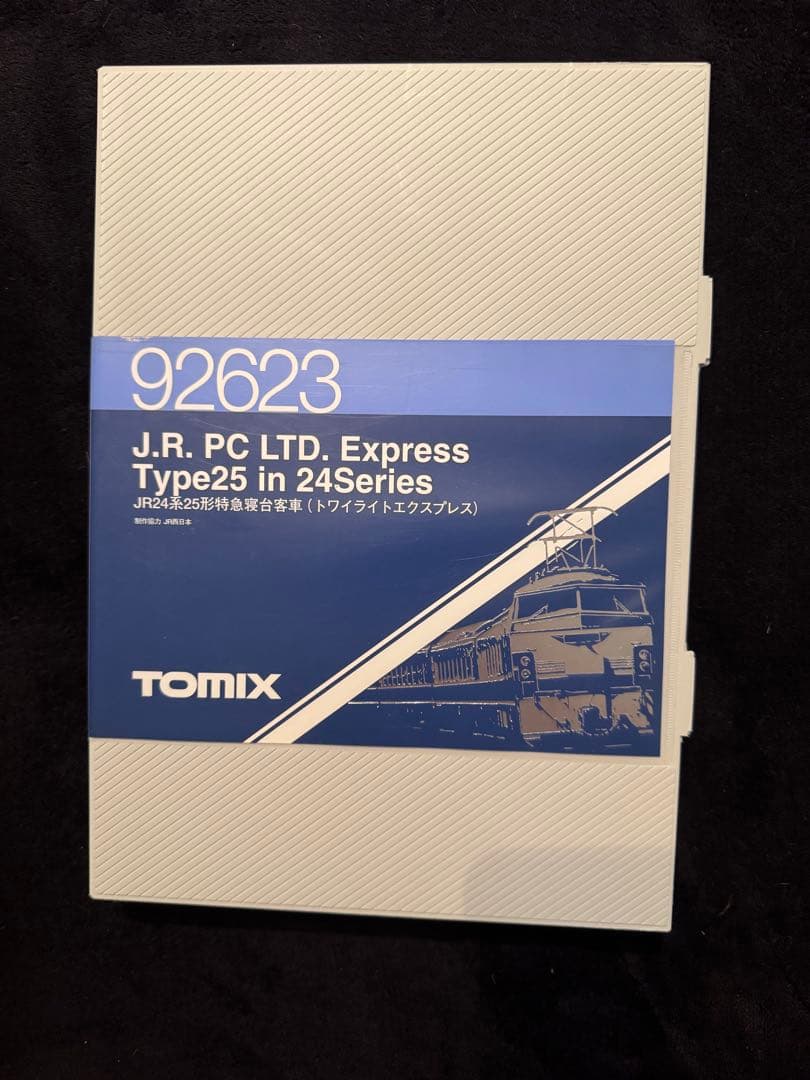 92623
J.R. PC LTD. Express
Type25 in 24Series
JR24系25形特急寝台客車（トワイライトエクスプレス）
制作協力 JR西日本
TOMIX